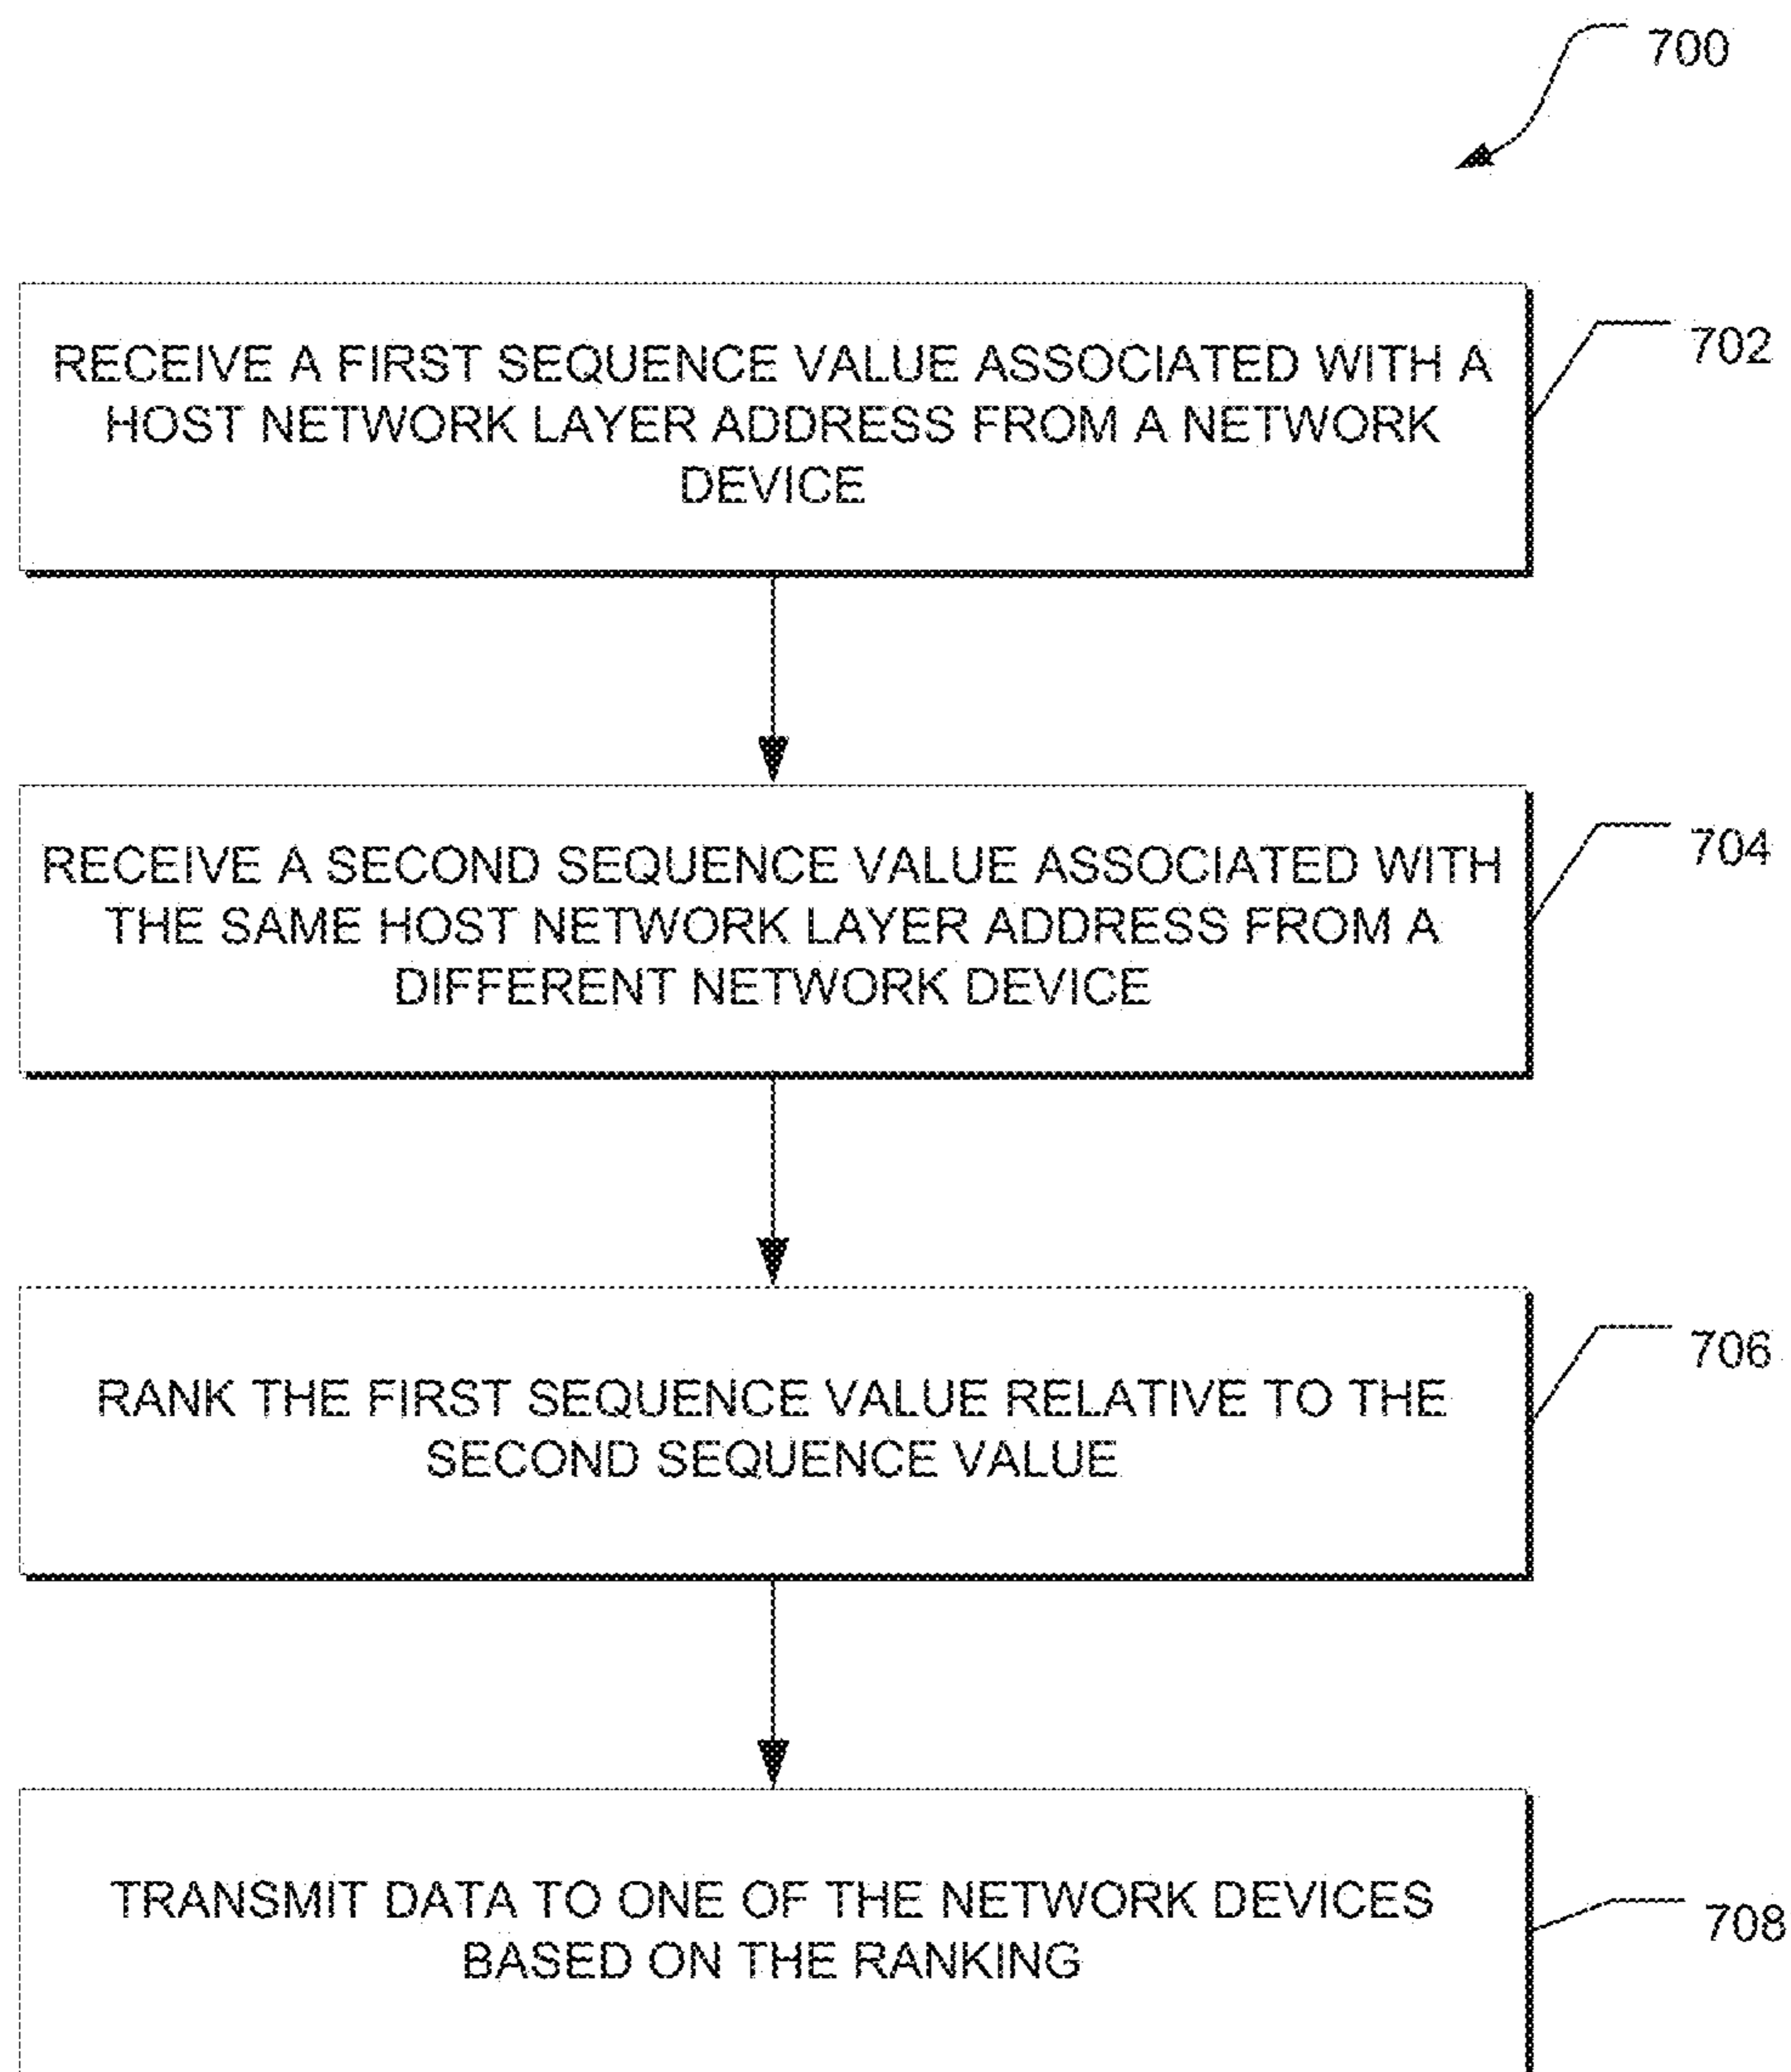 700
RECEIVE A FIRST SEQUENCE VALUE ASSOCIATED WITH A
HOST NETWORK LAYER ADDRESS FROM A NETWORK
DEVICE
702
RECEIVE A SECOND SEQUENCE VALUE ASSOCIATED WITH
THE SAME HOST NETWORK LAYER ADDRESS FROM A
DIFFERENT NETWORK DEVICE
704
RANK THE FIRST SEQUENCE VALUE RELATIVE TO THE
SECOND SEQUENCE VALUE
706
TRANSMIT DATA TO ONE OF THE NETWORK DEVICES
BASED ON THE RANKING
708